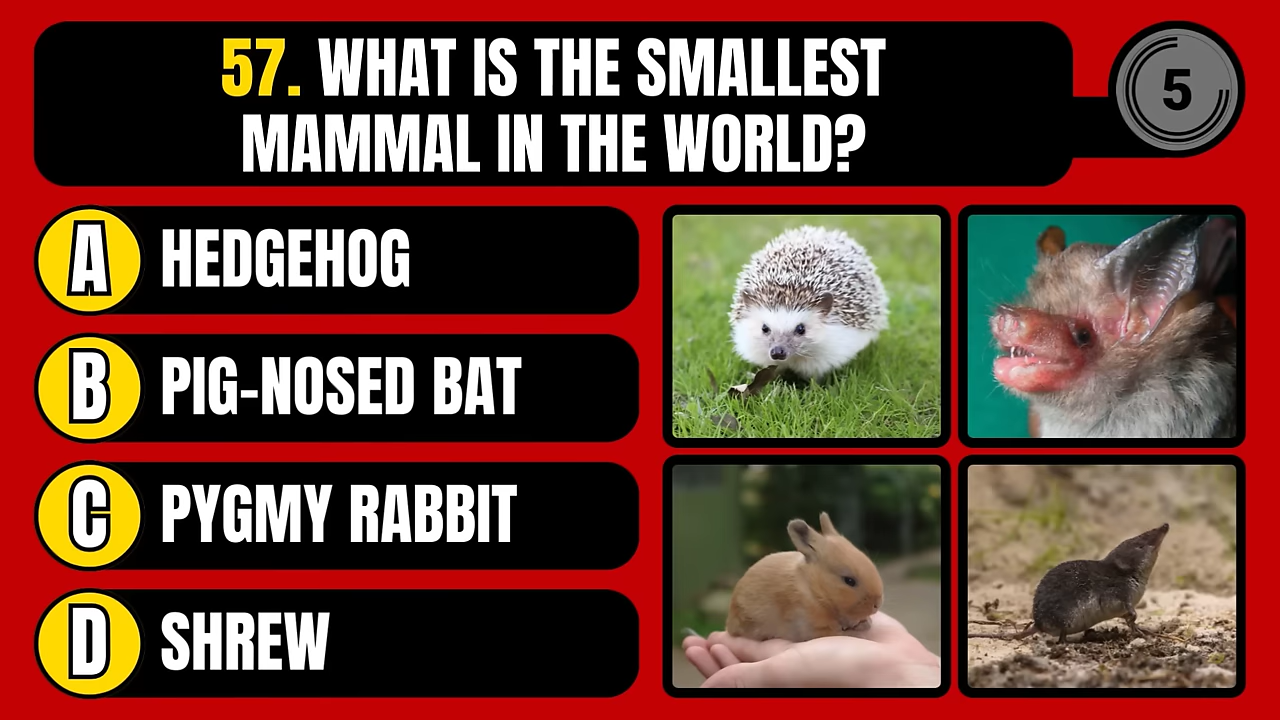 57. WHAT IS THE SMALLEST
MAMMAL IN THE WORLD?
5
A HEDGEHOG
B PIG-NOSED BAT
C PYGMY RABBIT
D SHREW